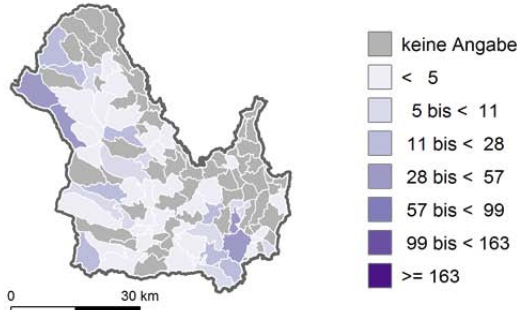 keine Angabe
< 5
5 bis < 11
11 bis < 28
28 bis < 57
57 bis < 99
99 bis < 163
>= 163
0 30 km